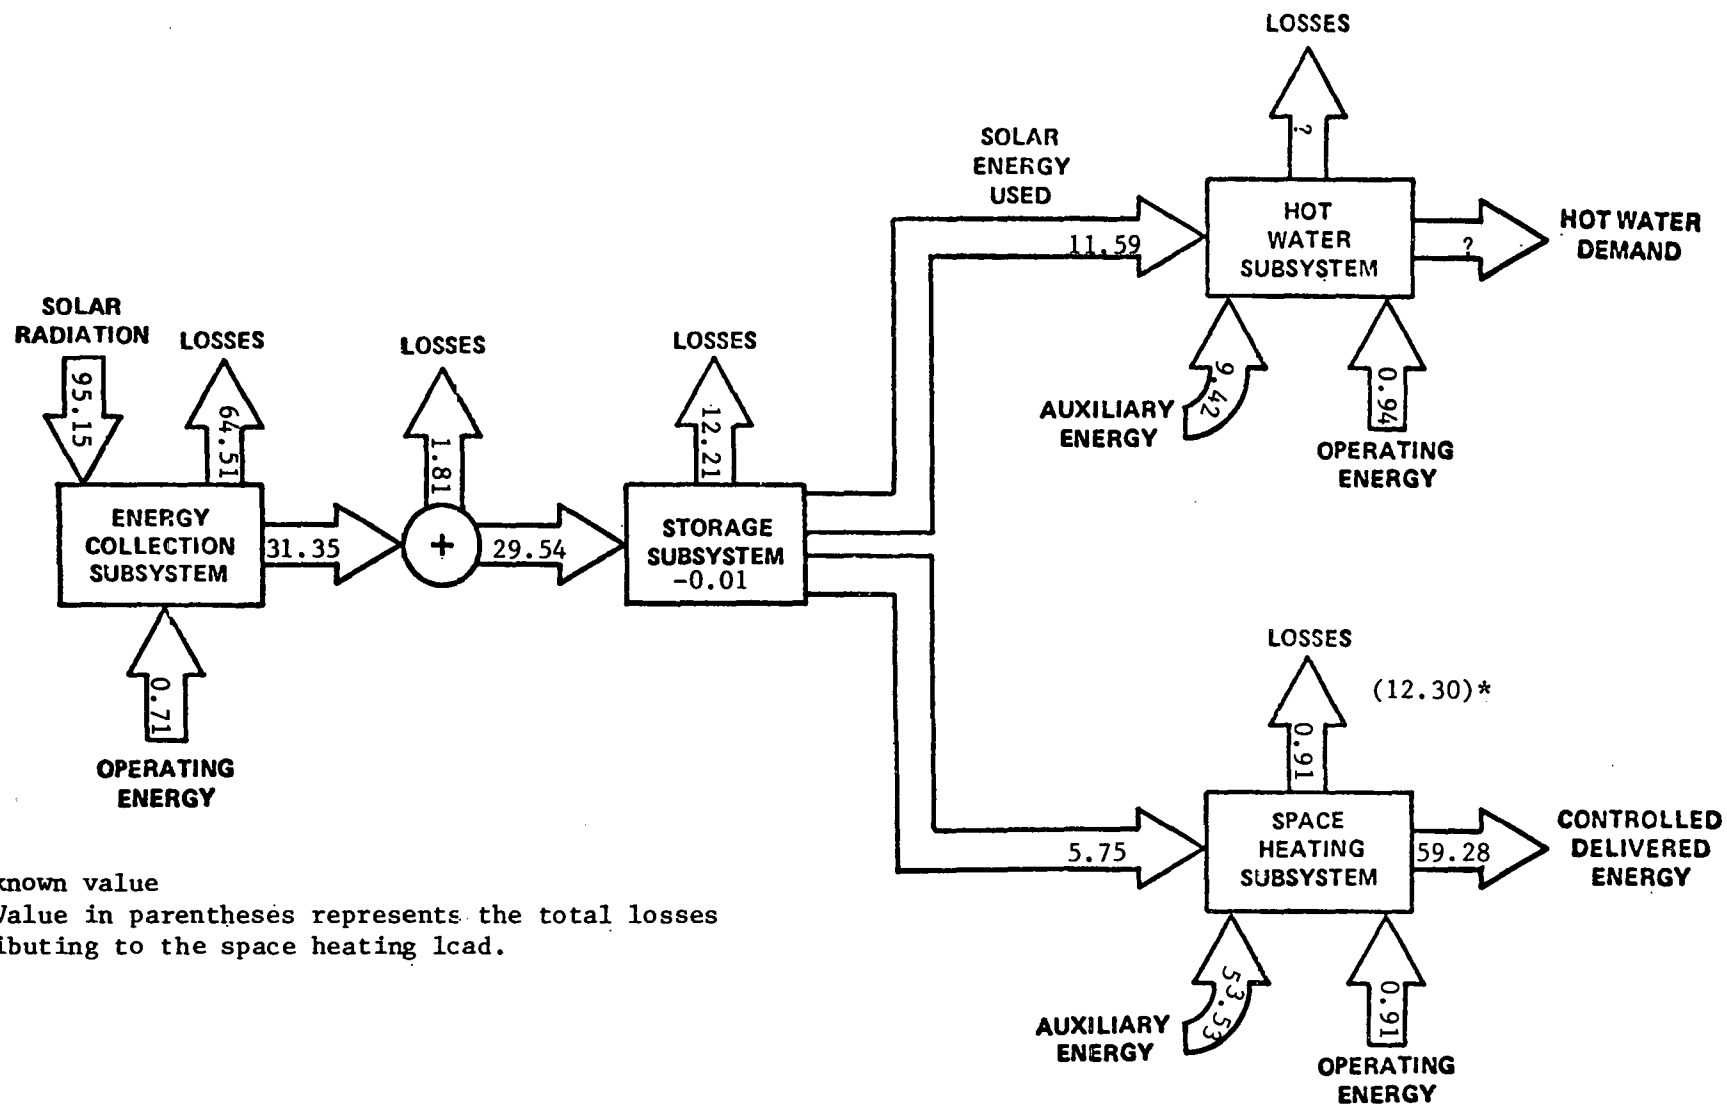 LOSSES
?
SOLAR
ENERGY
USED
11.59
HOT
WATER
SUBSYSTEM
?
HOT WATER
DEMAND
9.42
AUXILIARY
ENERGY
0.94
OPERATING
ENERGY
SOLAR
RADIATION
95.15
LOSSES
64.51
LOSSES
1.81
LOSSES
12.21
ENERGY
COLLECTION
SUBSYSTEM
31.35
+
29.54
STORAGE
SUBSYSTEM
-0.01
0.71
OPERATING
ENERGY
LOSSES
0.91
(12.30)*
5.75
SPACE
HEATING
SUBSYSTEM
59.28
CONTROLLED
DELIVERED
ENERGY
53.53
AUXILIARY
ENERGY
0.91
OPERATING
ENERGY
known value
Value in parentheses represents the total losses
ibuting to the space heating lcad.